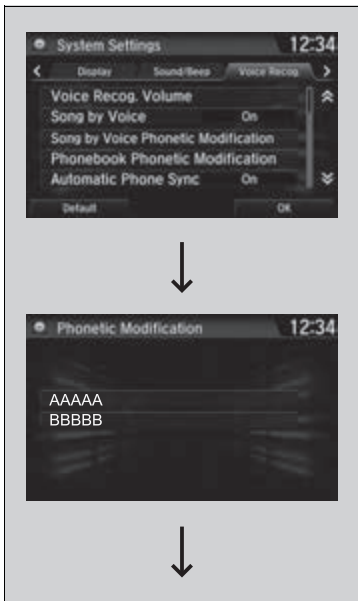 System Settings 12:34
Display Sound/Beep Voice Recog
Voice Recog. Volume
Song by Voice On
Song by Voice Phonetic Modification
Phonebook Phonetic Modification
Automatic Phone Sync On
Default OK
Phonetic Modification 12:34
AAAAA
BBBBB